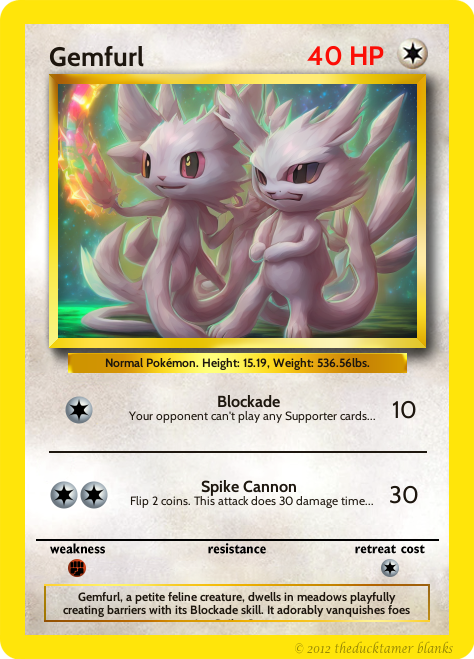 Gemfurl 40 HP
Normal Pokémon. Height: 15.19, Weight: 536.56lbs.
Blockade 10
Your opponent can't play any Supporter cards...
Spike Cannon 30
Flip 2 coins. This attack does 30 damage time...
weakness resistance retreat cost
Gemfurl, a petite feline creature, dwells in meadows playfully
creating barriers with its Blockade skill. It adorably vanquishes foes
© 2012 theducktamer blanks